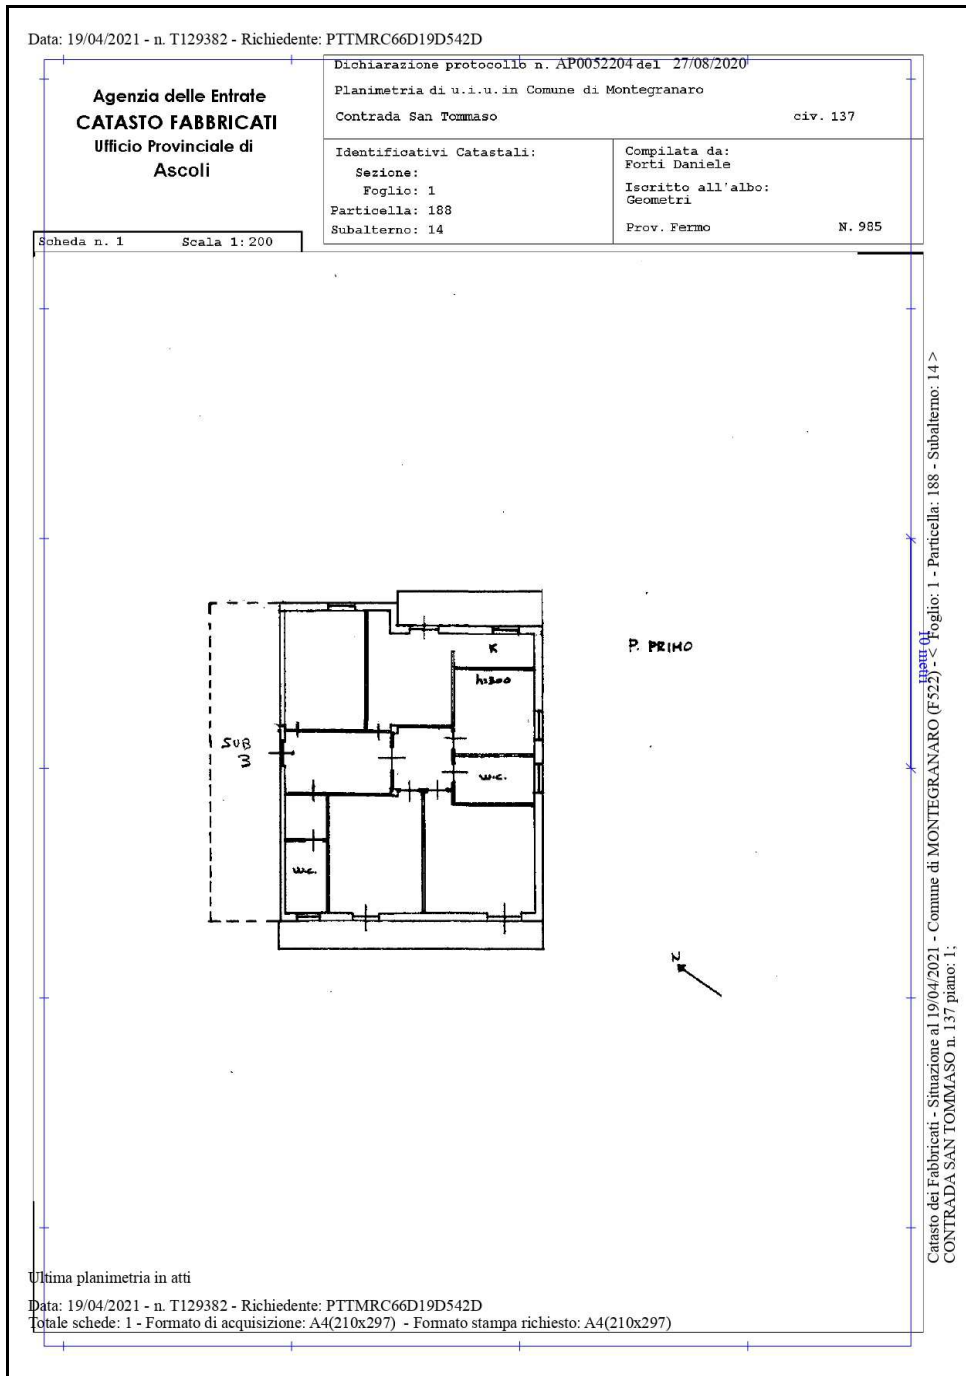 Data: 19/04/2021 - n. T129382 - Richiedente: PTTMRC66D19D542D
Agenzia delle Entrate
CATASTO FABBRICATI
Ufficio Provinciale di
Ascoli
Dichiarazione protocollo n. AP0052204 del 27/08/2020
Planimetria di u.i.u. in Comune di Montegranaro
Contrada San Tommaso civ. 137
Identificativi Catastali:
Sezione:
Foglio: 1
Particella: 188
Subalterno: 14
Compilata da:
Forti Daniele
Iscritto all'albo:
Geometri
Prov. Fermo N. 985
Scheda n. 1 Scala 1:200
P. PRIMO
K
h:300
SUB
3
w.c.
w.c.
N
10 metri
Catasto dei Fabbricati - Situazione al 19/04/2021 - Comune di MONTEGRANARO (F522) - < Foglio: 1 - Particella: 188 - Subalterno: 14 >
CONTRADA SAN TOMMASO n. 137 piano: 1;
Ultima planimetria in atti
Data: 19/04/2021 - n. T129382 - Richiedente: PTTMRC66D19D542D
Totale schede: 1 - Formato di acquisizione: A4(210x297) - Formato stampa richiesto: A4(210x297)